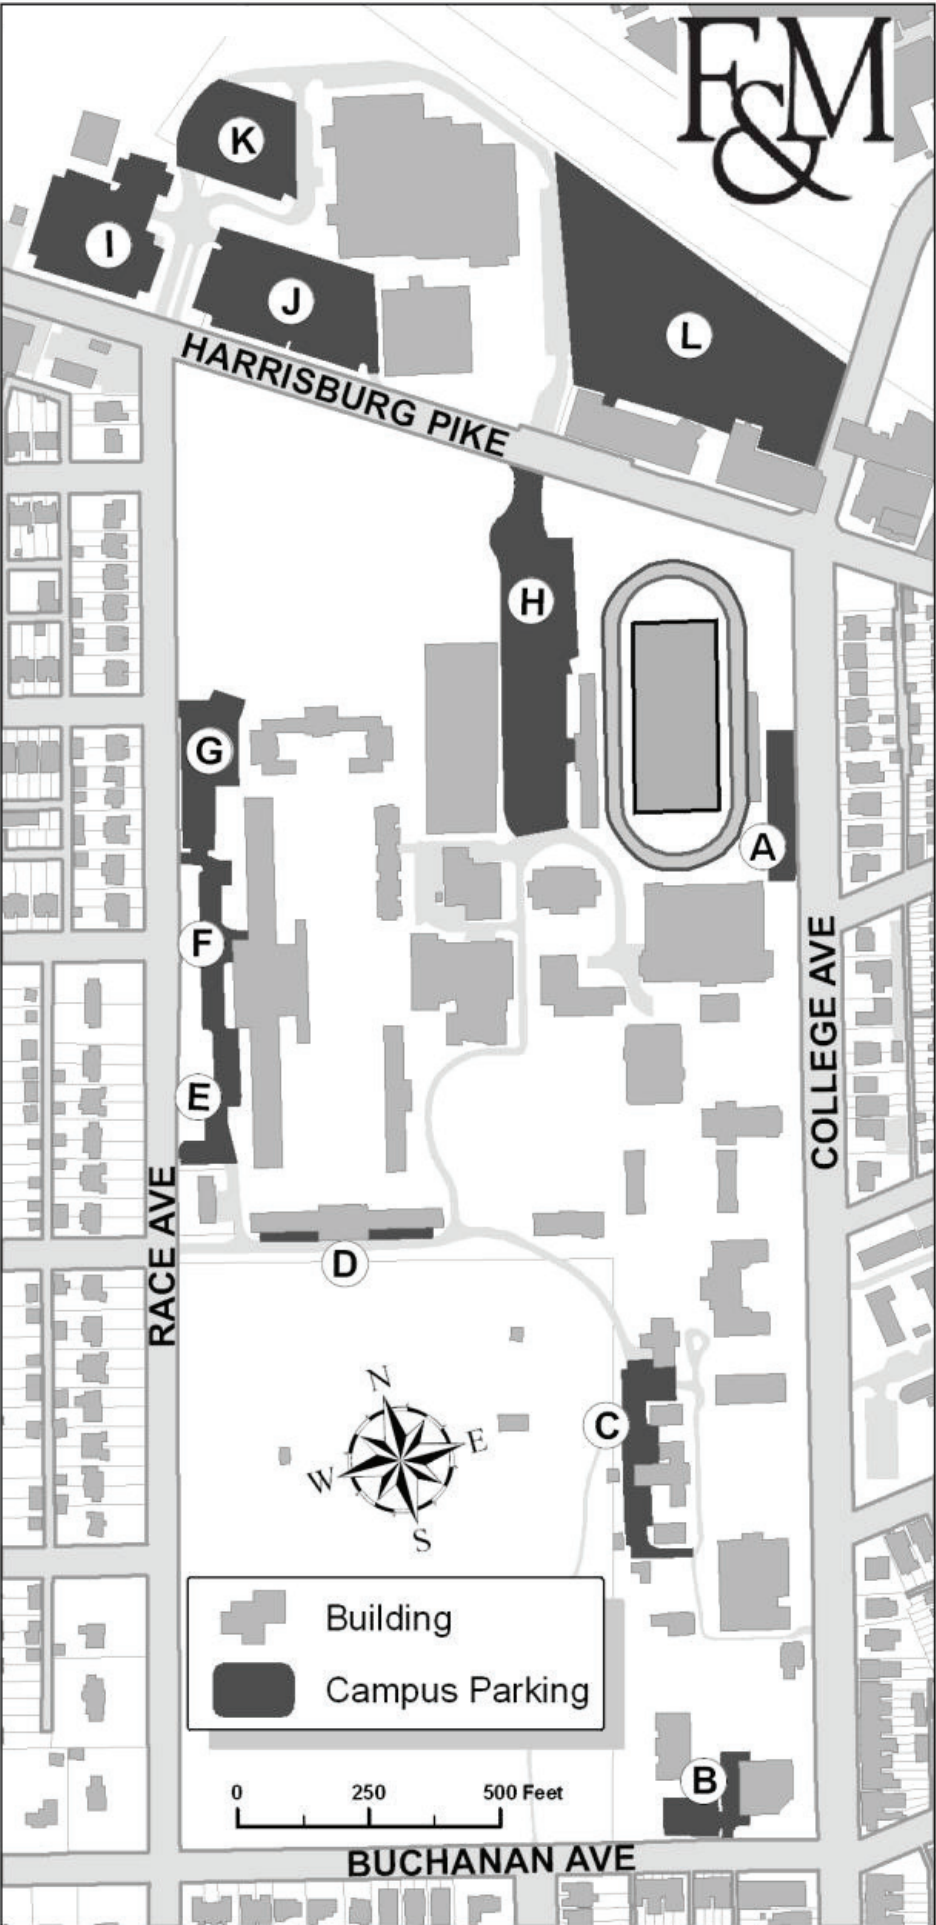 F&M
K
I
J
L
HARRISBURG PIKE
H
G
A
F
COLLEGE AVE
E
RACE AVE
D
N
C
E
W
S
Building
Campus Parking
B
0 250 500 Feet
BUCHANAN AVE